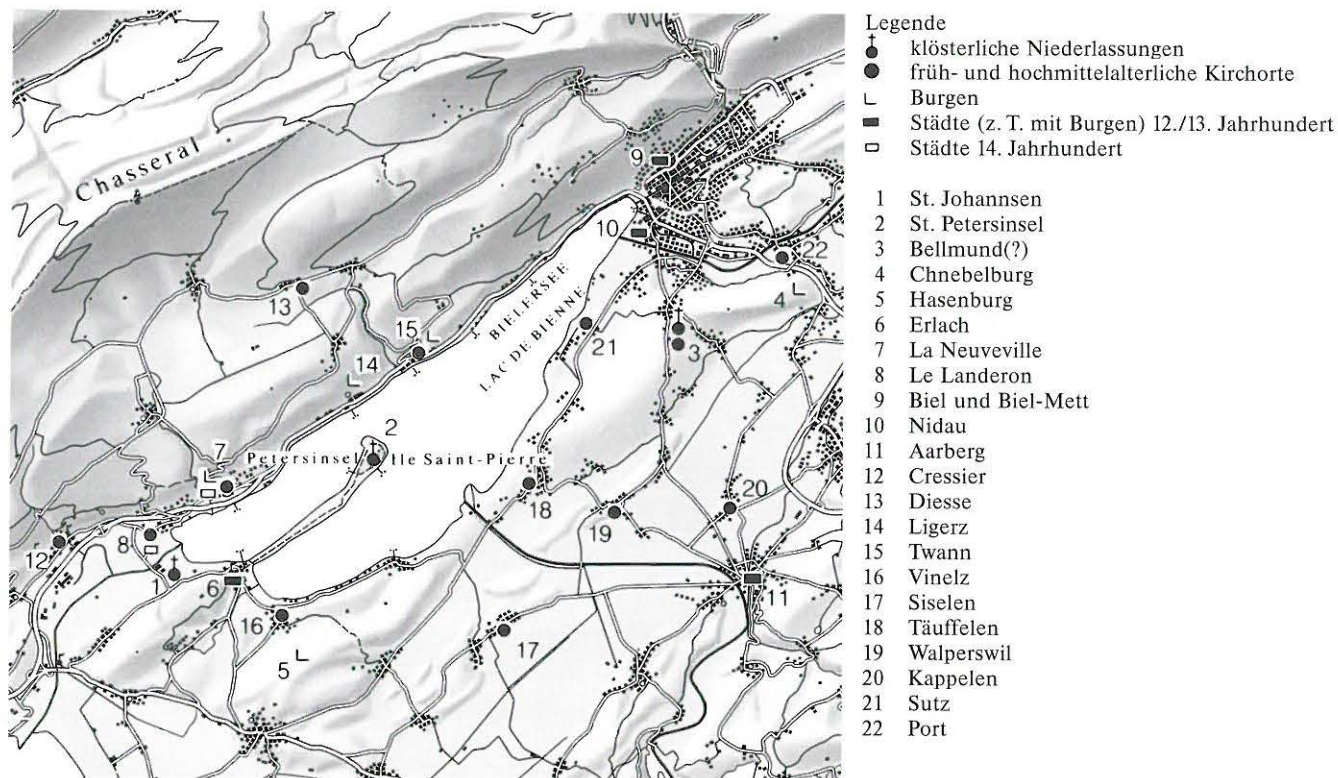 Chasseral
BIELERSEE
LAC DE BIENNE
Petersinsel Ile Saint-Pierre
9
10
22
4
13
15
14
21
3
2
7
18
19
20
12
8
1
6
11
16
5
17
Legende
klösterliche Niederlassungen
früh- und hochmittelalterliche Kirchorte
Burgen
Städte (z. T. mit Burgen) 12./13. Jahrhundert
Städte 14. Jahrhundert
1 St. Johannsen
2 St. Petersinsel
3 Bellmund(?)
4 Chnebelburg
5 Hasenburg
6 Erlach
7 La Neuveville
8 Le Landeron
9 Biel und Biel-Mett
10 Nidau
11 Aarberg
12 Cressier
13 Diesse
14 Ligerz
15 Twann
16 Vinelz
17 Siselen
18 Täuffelen
19 Walperswil
20 Kappelen
21 Sutz
22 Port